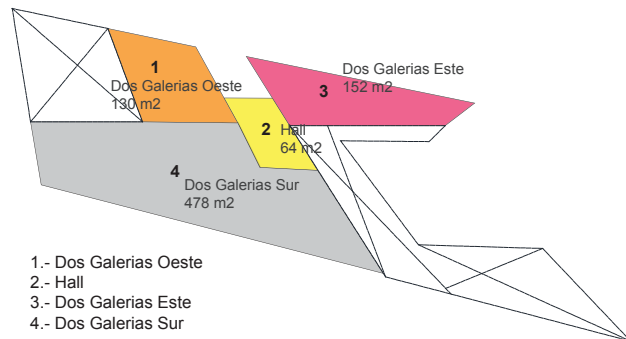 1
Dos Galerias Oeste
130 m2
Dos Galerias Este
3
152 m2
2
Hall
64 m2
4
Dos Galerias Sur
478 m2
1.- Dos Galerias Oeste
2.- Hall
3.- Dos Galerias Este
4.- Dos Galerias Sur